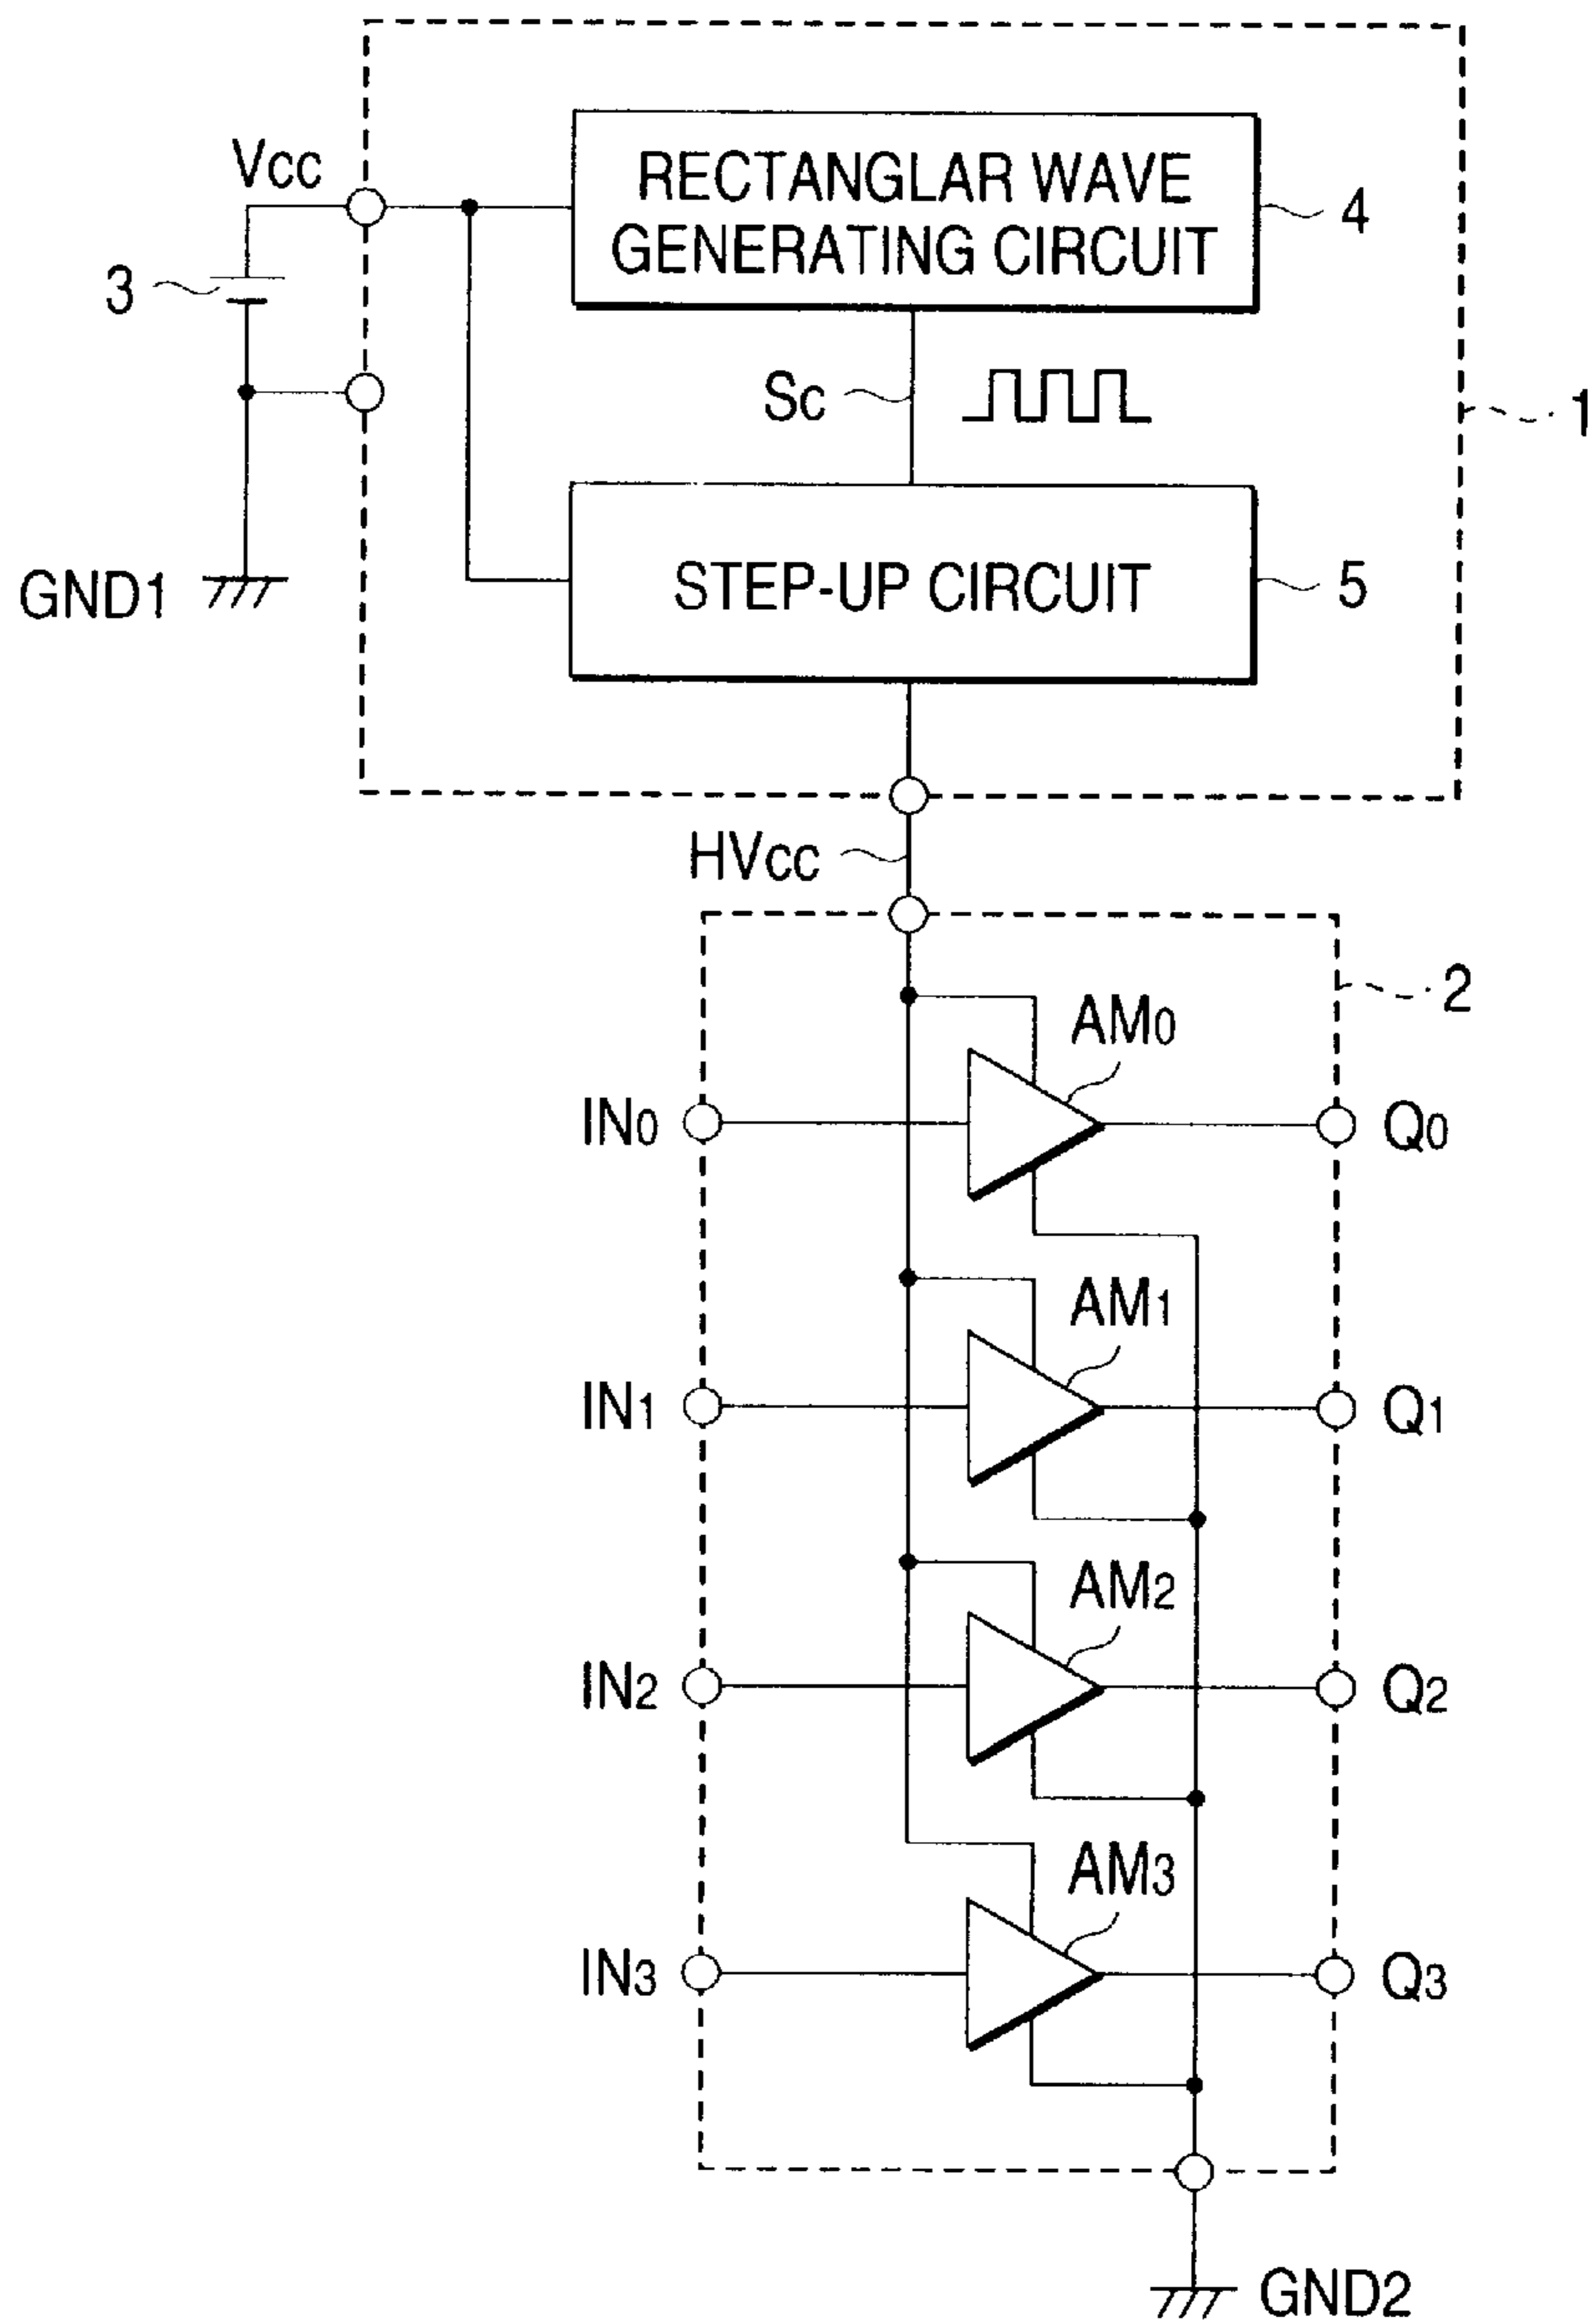 Vcc
RECTANGLAR WAVE
GENERATING CIRCUIT
4
3
Sc
1
GND1
STEP-UP CIRCUIT
5
HVcc
2
AM0
IN0
Q0
AM1
IN1
Q1
AM2
IN2
Q2
AM3
IN3
Q3
GND2